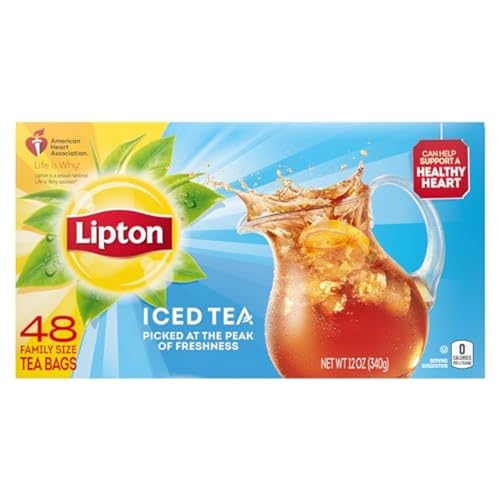 American
Heart
Association®
Life is Why™
Lipton is a proud national
Life is Why sponsor*
Lipton
48
FAMILY SIZE
TEA BAGS
ICED TEA
PICKED AT THE PEAK
OF FRESHNESS
CAN HELP
SUPPORT A
HEALTHY
HEART
NET WT 12 OZ (340g)
SERVING
SUGGESTION
0
CALORIES